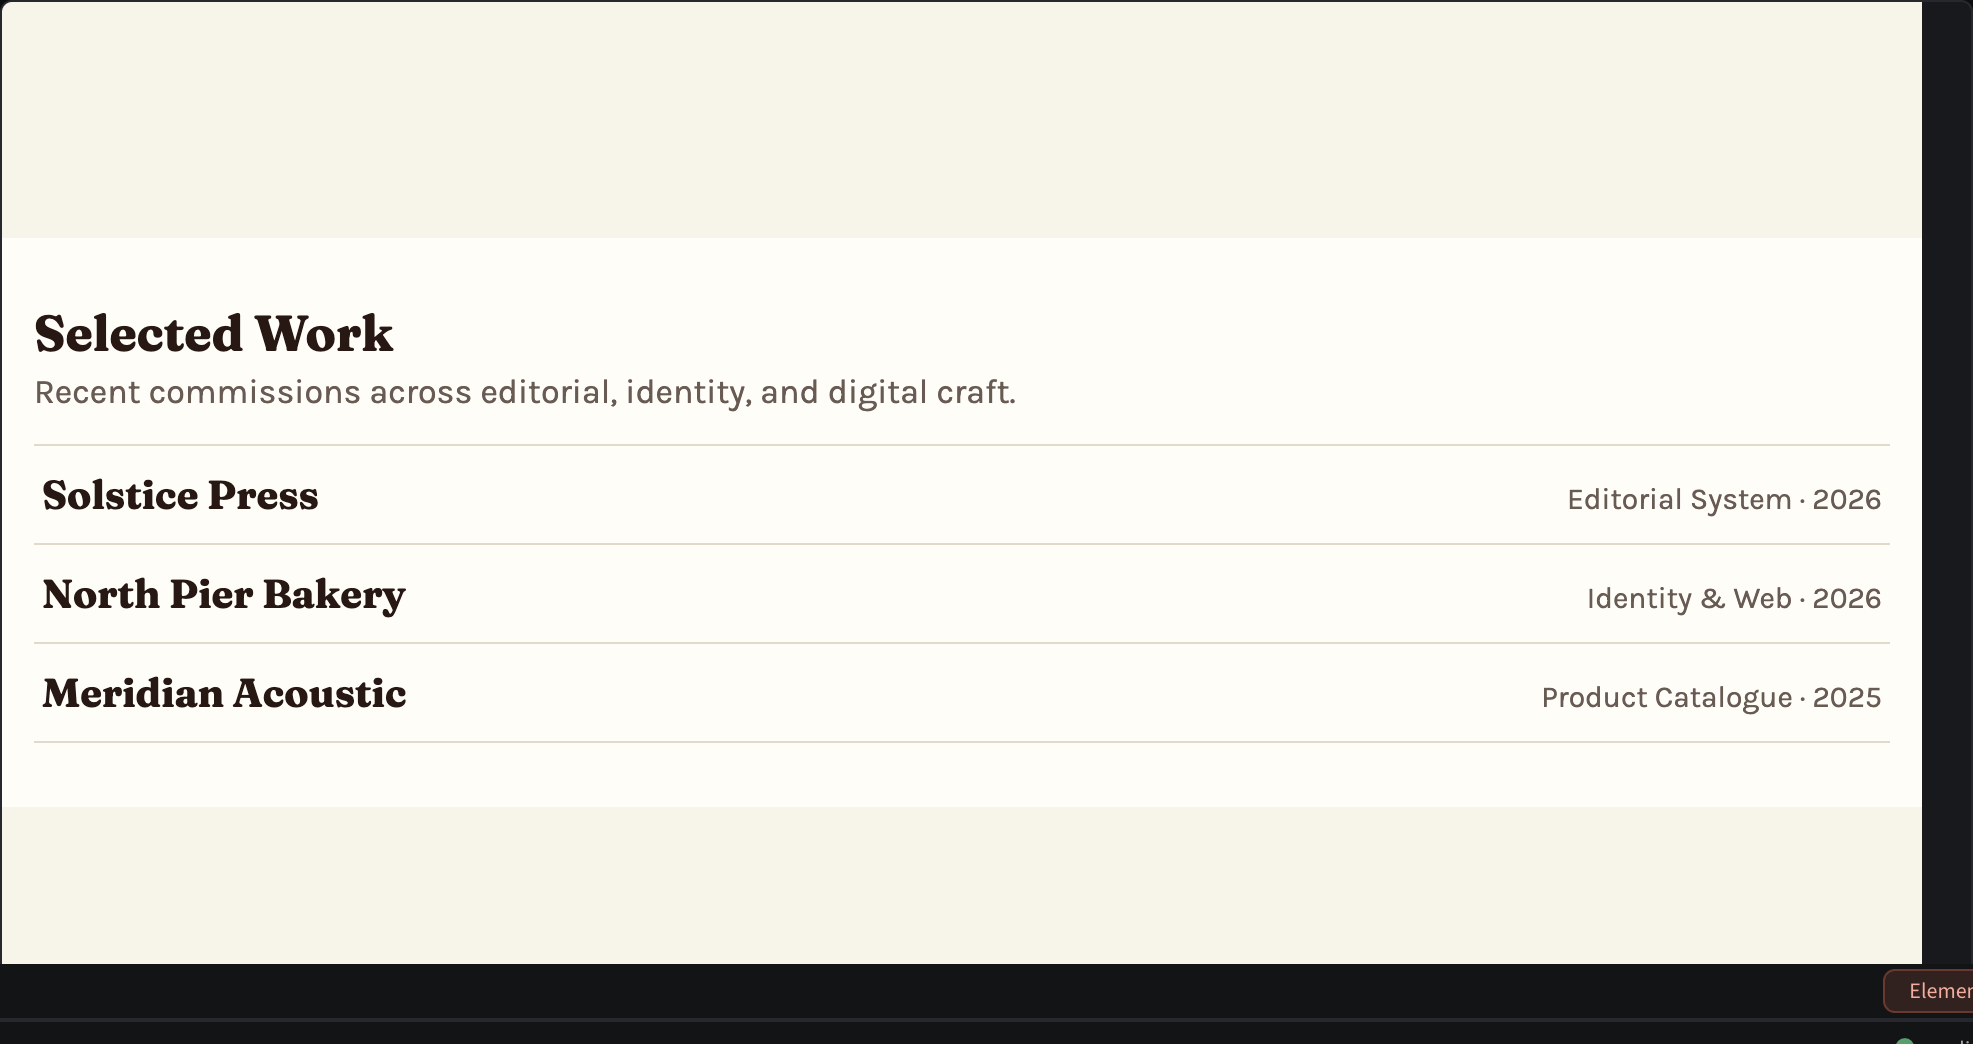 Selected Work
Recent commissions across editorial, identity, and digital craft.
Solstice Press
Editorial System · 2026
North Pier Bakery
Identity & Web · 2026
Meridian Acoustic
Product Catalogue · 2025